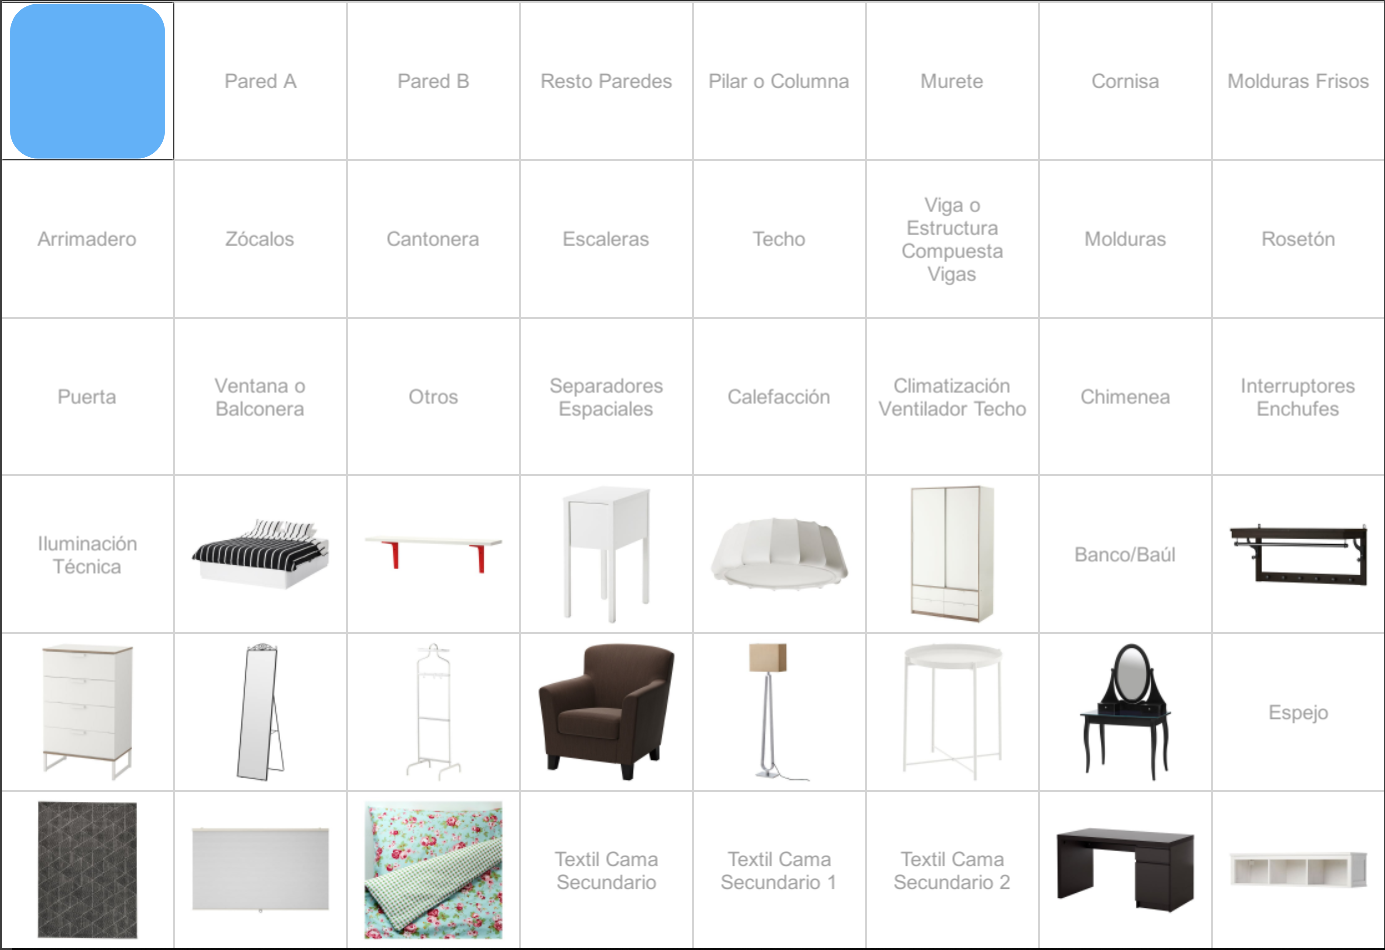 Pared A
Pared B
Resto Paredes
Pilar o Columna
Murete
Cornisa
Molduras Frisos
Arrimadero
Zócalos
Cantonera
Escaleras
Techo
Viga o
Estructura
Compuesta
Vigas
Molduras
Rosetón
Puerta
Ventana o
Balconera
Otros
Separadores
Espaciales
Calefacción
Climatización
Ventilador Techo
Chimenea
Interruptores
Enchufes
Iluminación
Técnica
Banco/Baúl
Espejo
Textil Cama
Secundario
Textil Cama
Secundario 1
Textil Cama
Secundario 2